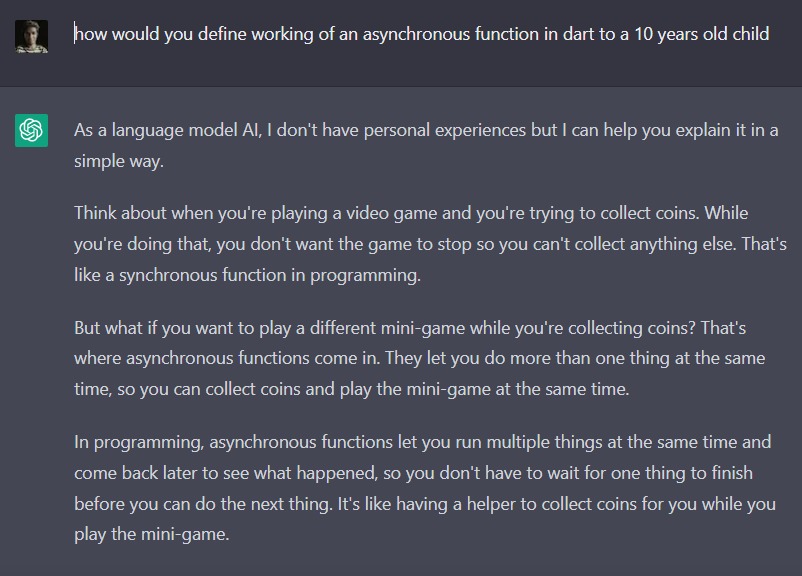 how would you define working of an asynchronous function in dart to a 10 years old child
As a language model AI, I don't have personal experiences but I can help you explain it in a
simple way.
Think about when you're playing a video game and you're trying to collect coins. While
you're doing that, you don't want the game to stop so you can't collect anything else. That's
like a synchronous function in programming.
But what if you want to play a different mini-game while you're collecting coins? That's
where asynchronous functions come in. They let you do more than one thing at the same
time, so you can collect coins and play the mini-game at the same time.
In programming, asynchronous functions let you run multiple things at the same time and
come back later to see what happened, so you don't have to wait for one thing to finish
before you can do the next thing. It's like having a helper to collect coins for you while you
play the mini-game.